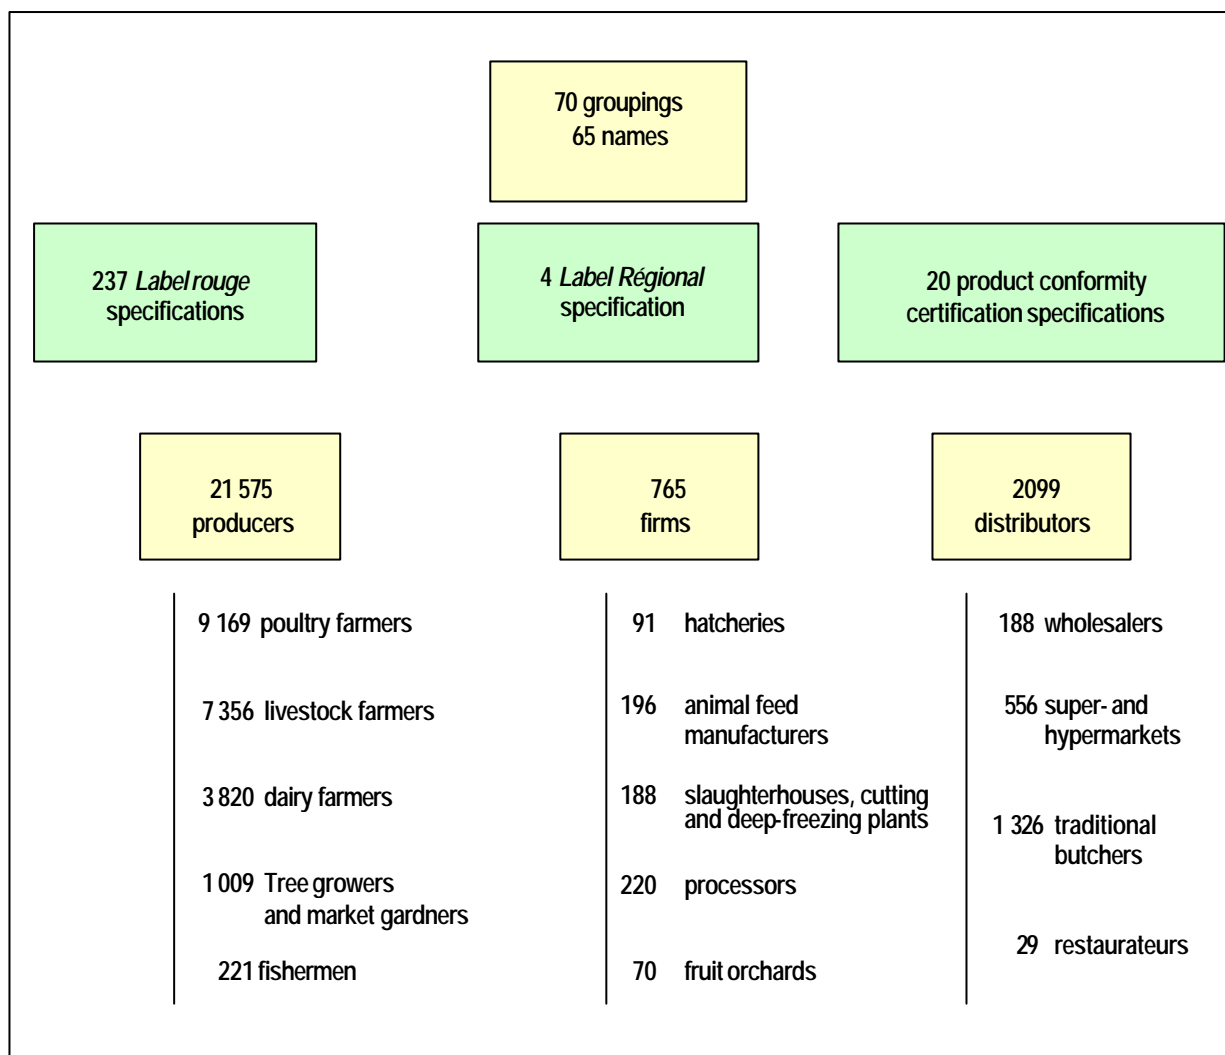 70 groupings
65 names
237 Label rouge
specifications
4 Label Régional
specification
20 product conformity
certification specifications
21 575
producers
765
firms
2099
distributors
9 169 poultry farmers
7 356 livestock farmers
3 820 dairy farmers
1 009 Tree growers
and market gardners
221 fishermen
91 hatcheries
196 animal feed
manufacturers
188 slaughterhouses, cutting
and deep-freezing plants
220 processors
70 fruit orchards
188 wholesalers
556 super- and
hypermarkets
1 326 traditional
butchers
29 restaurateurs